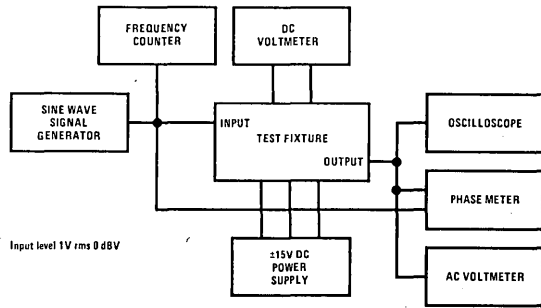 FREQUENCY
COUNTER
DC
VOLTMETER
SINE WAVE
SIGNAL
GENERATOR
INPUT
TEST FIXTURE
OUTPUT
OSCILLOSCOPE
PHASE METER
AC VOLTMETER
±15V DC
POWER
SUPPLY
Input level 1V rms 0 dBV